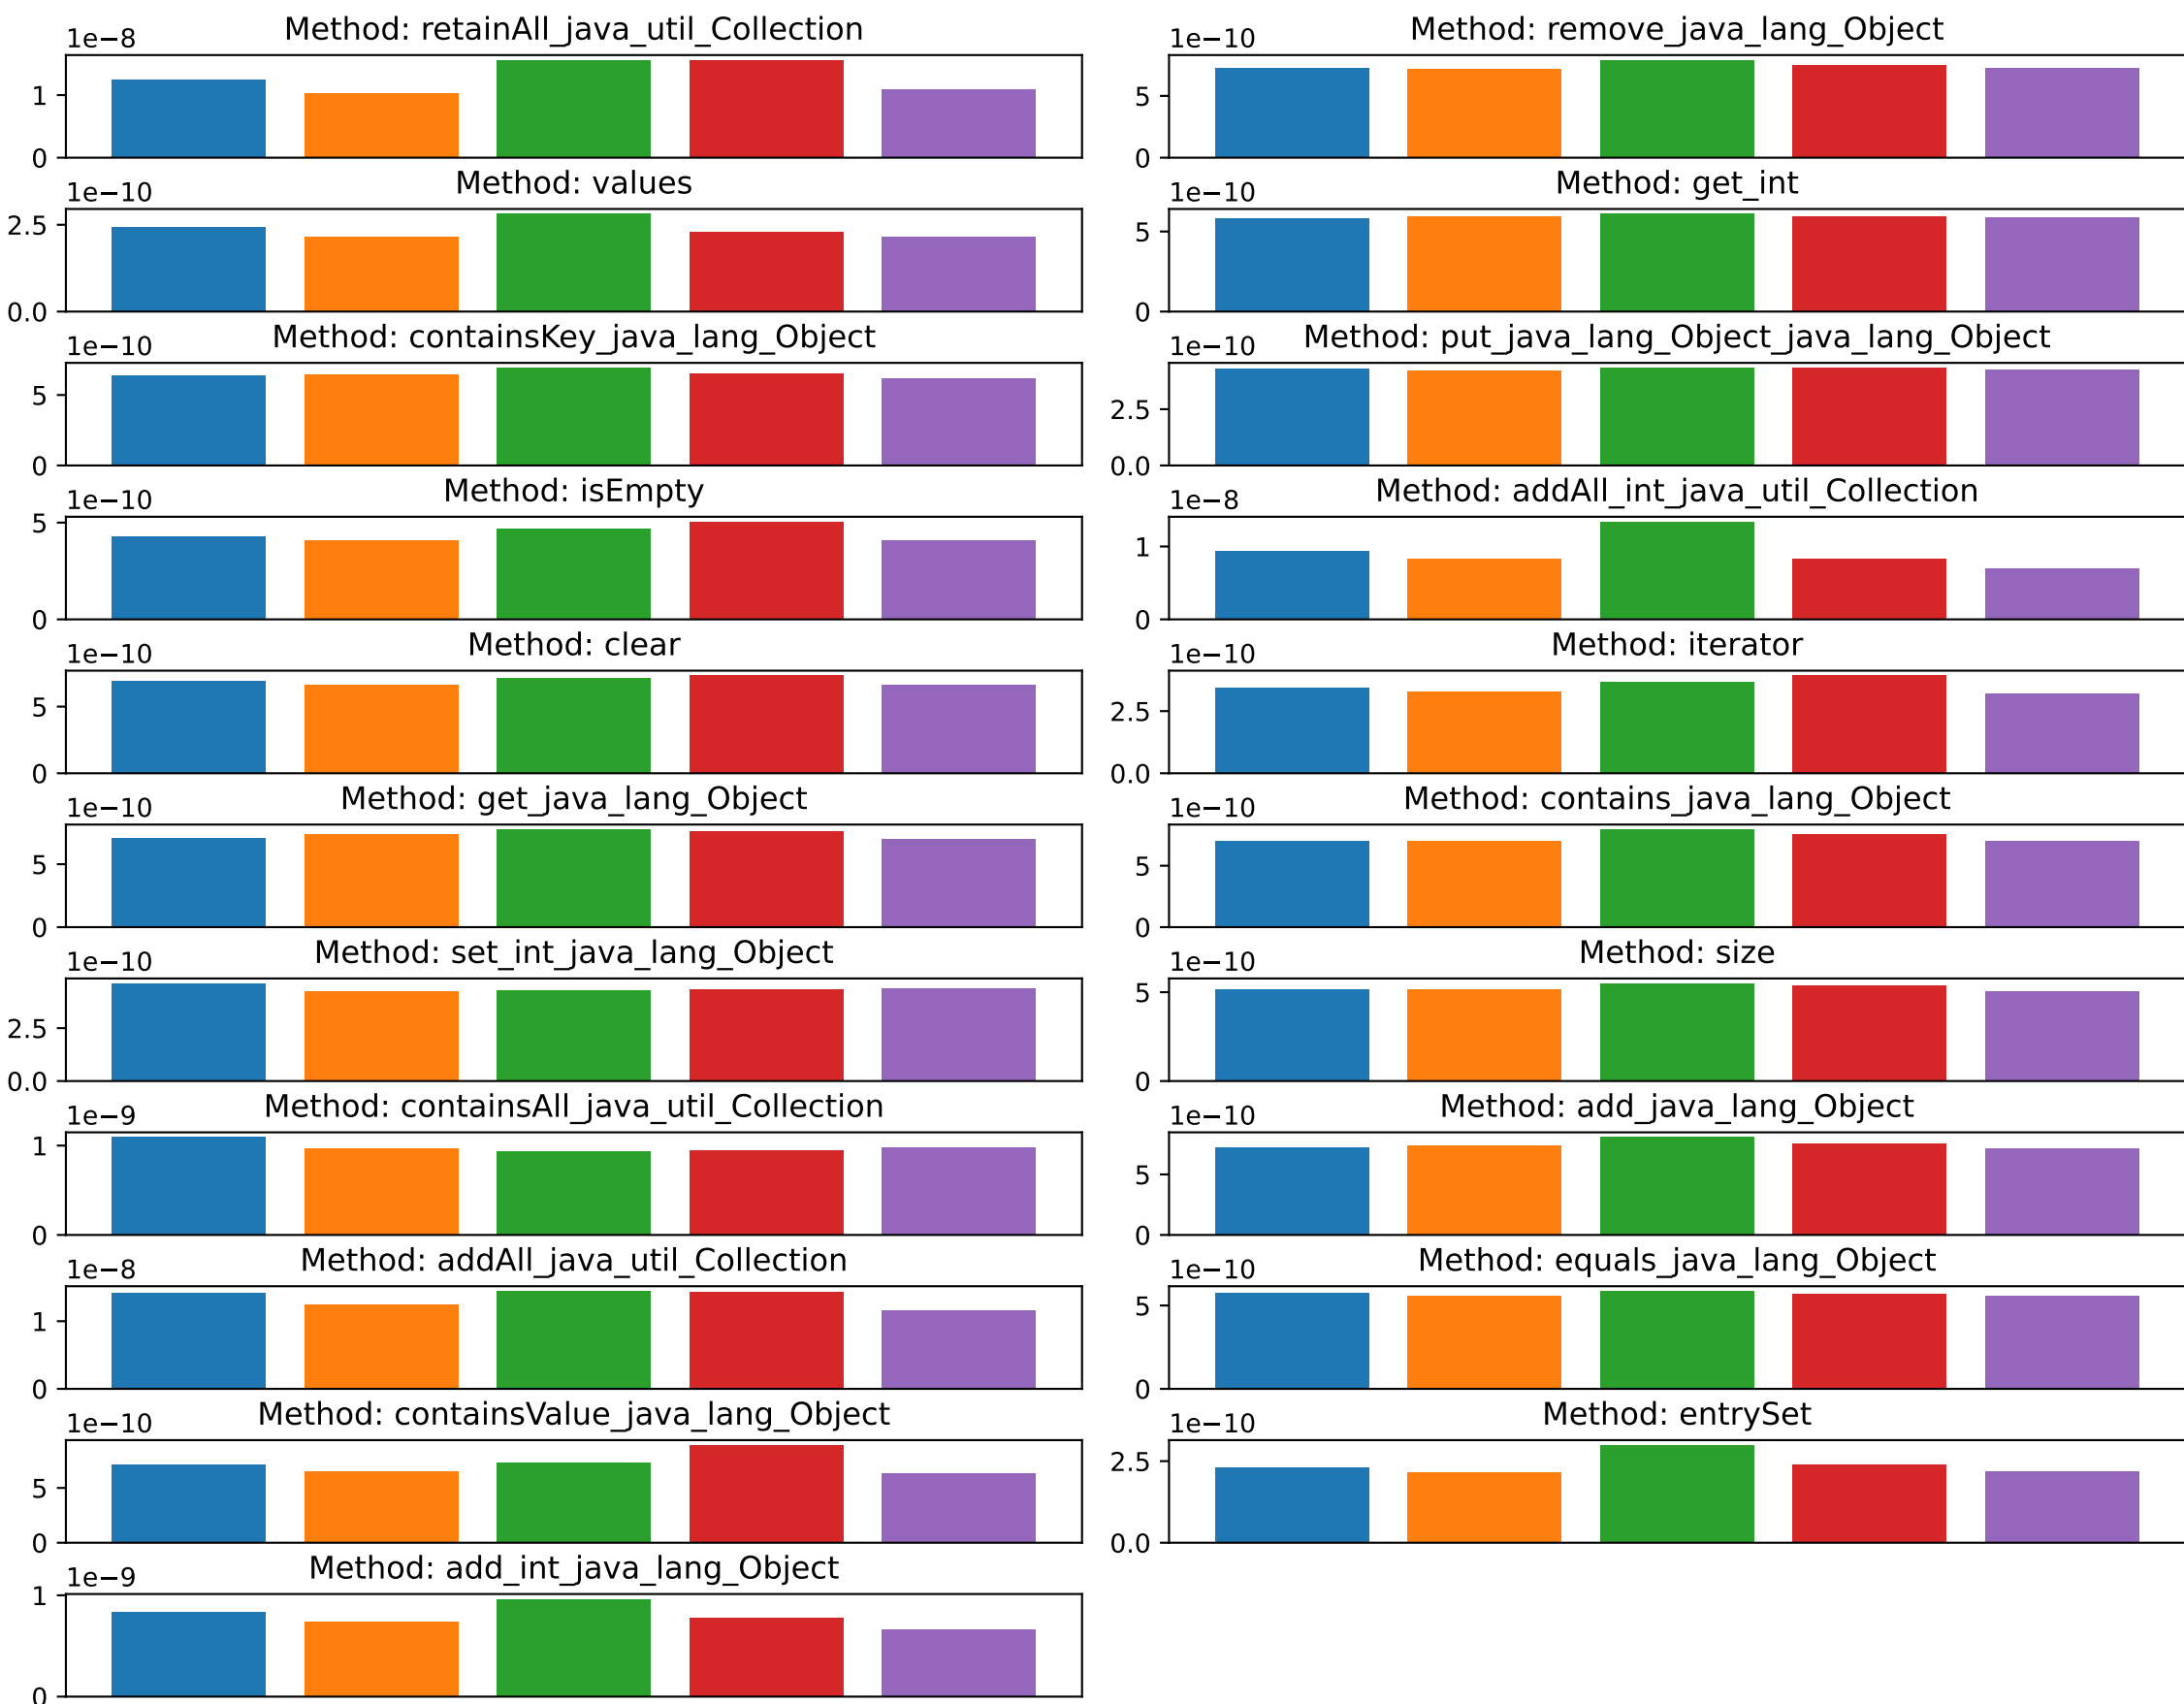 1e−8
Method: retainAll_java_util_Collection
1
0
1e−10
Method: remove_java_lang_Object
5
0
1e−10
Method: values
2.5
0.0
1e−10
Method: get_int
5
0
1e−10
Method: containsKey_java_lang_Object
5
0
1e−10
Method: put_java_lang_Object_java_lang_Object
2.5
0.0
1e−10
Method: isEmpty
5
0
1e−8
Method: addAll_int_java_util_Collection
1
0
1e−10
Method: clear
5
0
1e−10
Method: iterator
2.5
0.0
1e−10
Method: get_java_lang_Object
5
0
1e−10
Method: contains_java_lang_Object
5
0
1e−10
Method: set_int_java_lang_Object
2.5
0.0
1e−10
Method: size
5
0
1e−9
Method: containsAll_java_util_Collection
1
0
1e−10
Method: add_java_lang_Object
5
0
1e−8
Method: addAll_java_util_Collection
1
0
1e−10
Method: equals_java_lang_Object
5
0
1e−10
Method: containsValue_java_lang_Object
5
0
1e−10
Method: entrySet
2.5
0.0
1e−9
Method: add_int_java_lang_Object
1
0